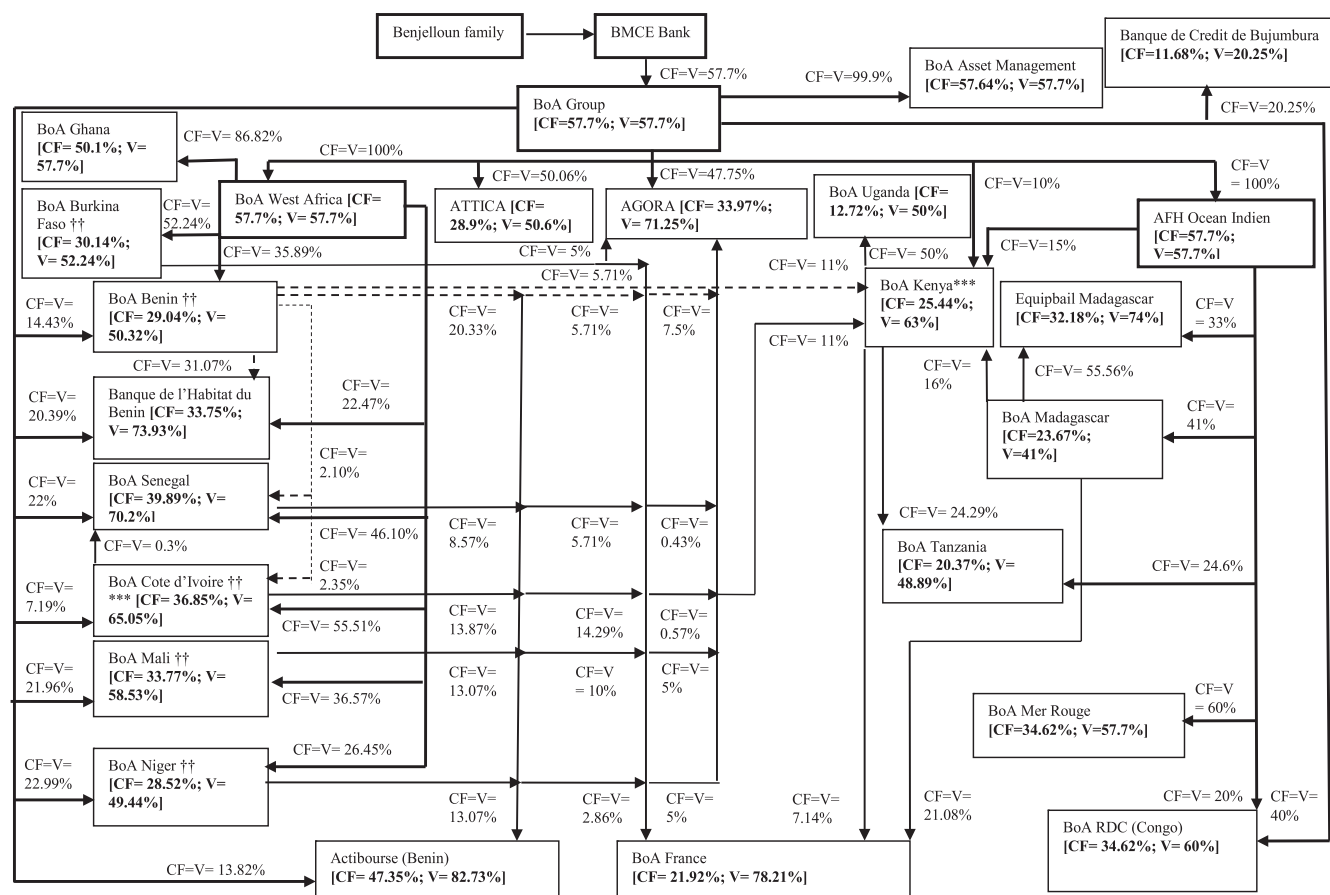 Benjelloun family
BMCE Bank
Banque de Credit de Bujumbura
[CF=11.68%; V=20.25%]
BoA Asset Management
[CF=57.64%; V=57.7%]
CF=V=57.7%
CF=V=99.9%
BoA Group
[CF=57.7%; V=57.7%]
CF=V=20.25%
BoA Ghana
[CF= 50.1%; V=
57.7%]
CF=V= 86.82%
CF=V=100%
CF=V=50.06%
CF=V=47.75%
CF=V=10%
CF=V
= 100%
BoA Burkina
Faso ††
[CF= 30.14%; V=
52.24%]
CF=V=
52.24%
BoA West Africa [CF=
57.7%; V= 57.7%]
ATTICA [CF=
28.9%; V= 50.6%]
AGORA [CF= 33.97%;
V= 71.25%]
BoA Uganda [CF=
12.72%; V= 50%]
AFH Ocean Indien
[CF=57.7%;
V=57.7%]
CF=V= 35.89%
CF=V= 5%
CF=V=
5.71%
CF=V= 11%
CF=V= 50%
CF=V=15%
CF=V=
14.43%
BoA Benin ††
[CF= 29.04%; V=
50.32%]
CF=V=
20.33%
CF=V=
5.71%
CF=V=
7.5%
BoA Kenya***
[CF= 25.44%;
V= 63%]
Equipbail Madagascar
[CF=32.18%; V=74%]
CF=V
= 33%
CF=V= 11%
CF=V= 31.07%
CF=V=
20.39%
Banque de l’Habitat du
Benin [CF= 33.75%;
V= 73.93%]
CF=V=
22.47%
CF=V=
16%
CF=V= 55.56%
BoA Madagascar
[CF=23.67%;
V=41%]
CF=V
41%
CF=V=
2.10%
CF=V=
22%
BoA Senegal
[CF= 39.89%; V=
70.2%]
CF=V= 46.10%
CF=V=
8.57%
CF=V=
5.71%
CF=V=
0.43%
CF=V= 24.29%
CF=V= 0.3%
BoA Tanzania
[CF= 20.37%; V=
48.89%]
CF=V= 24.6%
CF=V=
2.35%
CF=V=
7.19%
BoA Cote d’Ivoire ††
*** [CF= 36.85%; V=
65.05%]
CF=V= 55.51%
CF=V=
13.87%
CF=V=
14.29%
CF=V=
0.57%
CF=V=
21.96%
BoA Mali ††
[CF= 33.77%; V=
58.53%]
CF=V= 36.57%
CF=V=
13.07%
CF=V
= 10%
CF=V=
5%
BoA Mer Rouge
[CF=34.62%; V=57.7%]
CF=V
= 60%
CF=V= 26.45%
CF=V=
22.99%
BoA Niger ††
[CF= 28.52%; V=
49.44%]
CF=V=
13.07%
CF=V=
2.86%
CF=V=
5%
CF=V=
7.14%
CF=V=
21.08%
CF=V= 20%
CF=V=
40%
BoA RDC (Congo)
[CF= 34.62%; V= 60%]
CF=V= 13.82%
Actibourse (Benin)
[CF= 47.35%; V= 82.73%]
BoA France
[CF= 21.92%; V= 78.21%]